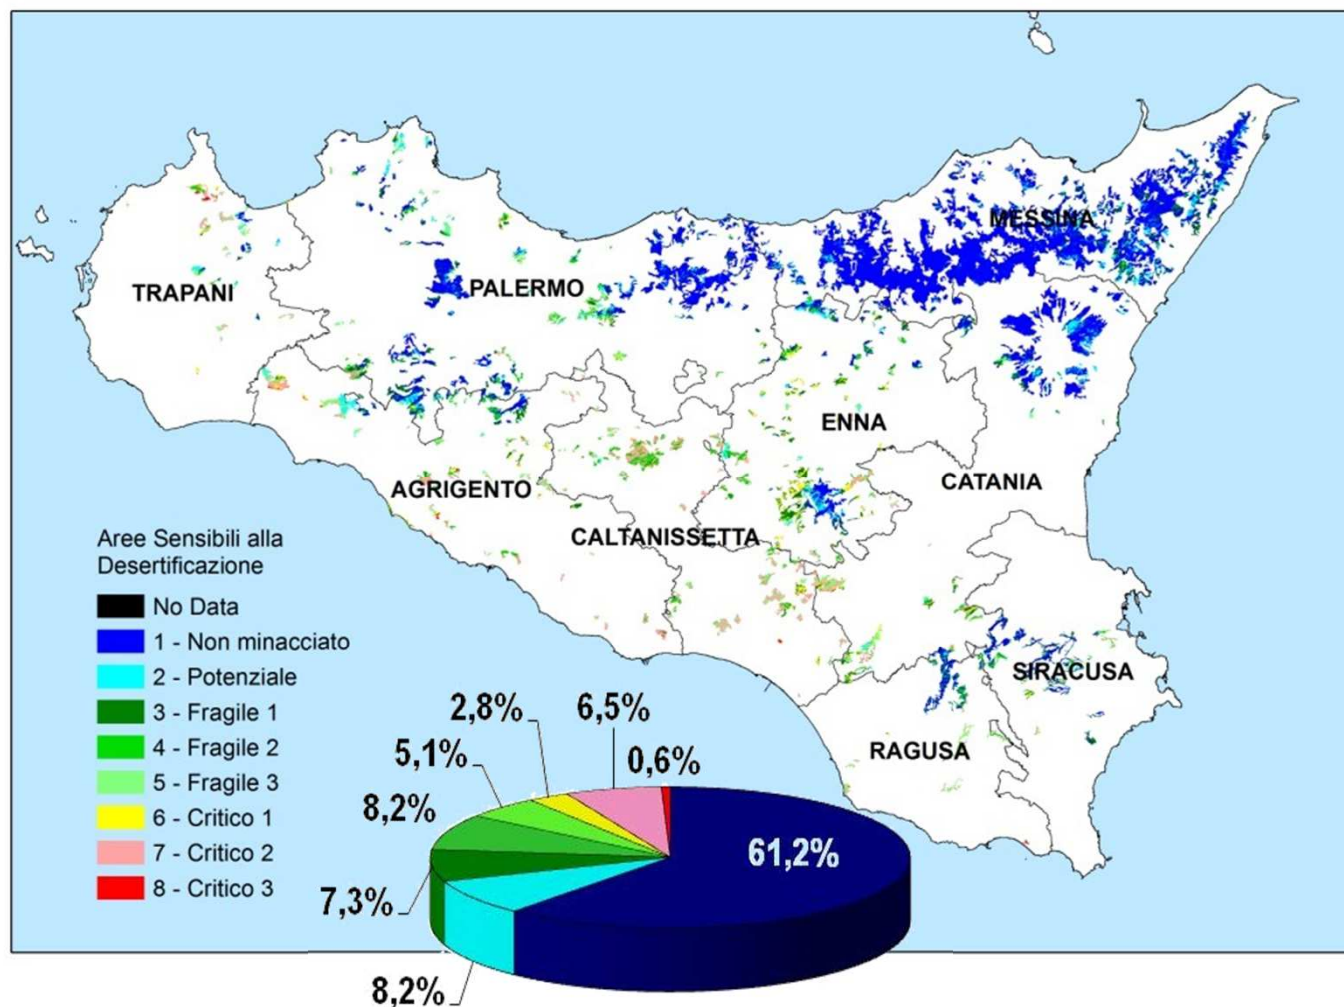 MESSINA
TRAPANI
PALERMO
ENNA
CATANIA
AGRIGENTO
CALTANISSETTA
SIRACUSA
RAGUSA
Aree Sensibili alla
Desertificazione
No Data
1 - Non minacciato
2 - Potenziale
3 - Fragile 1
4 - Fragile 2
5 - Fragile 3
6 - Critico 1
7 - Critico 2
8 - Critico 3
2,8%
6,5%
5,1%
0,6%
8,2%
61,2%
7,3%
8,2%